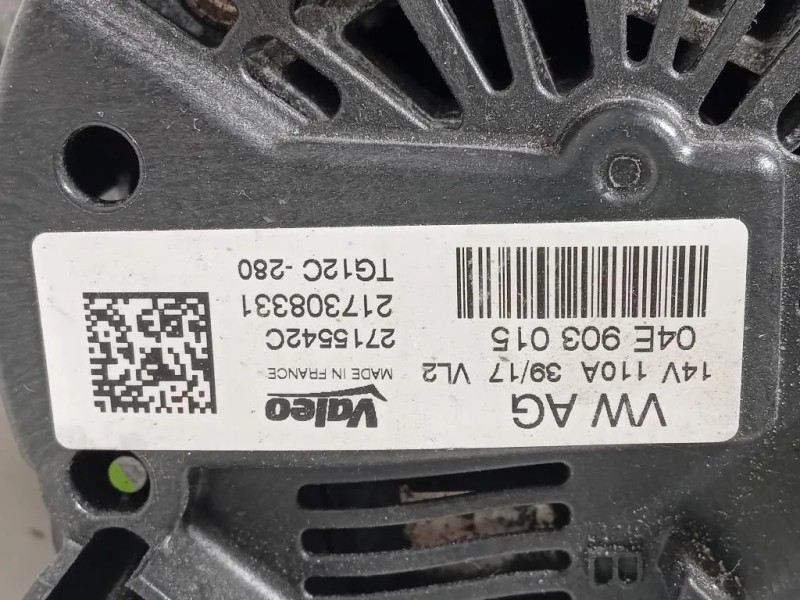 VW AG
14V 110A 39/17 VL2
04E 903 015
Valeo
MADE IN FRANCE
2715542C
217308331
TG12C -280
B